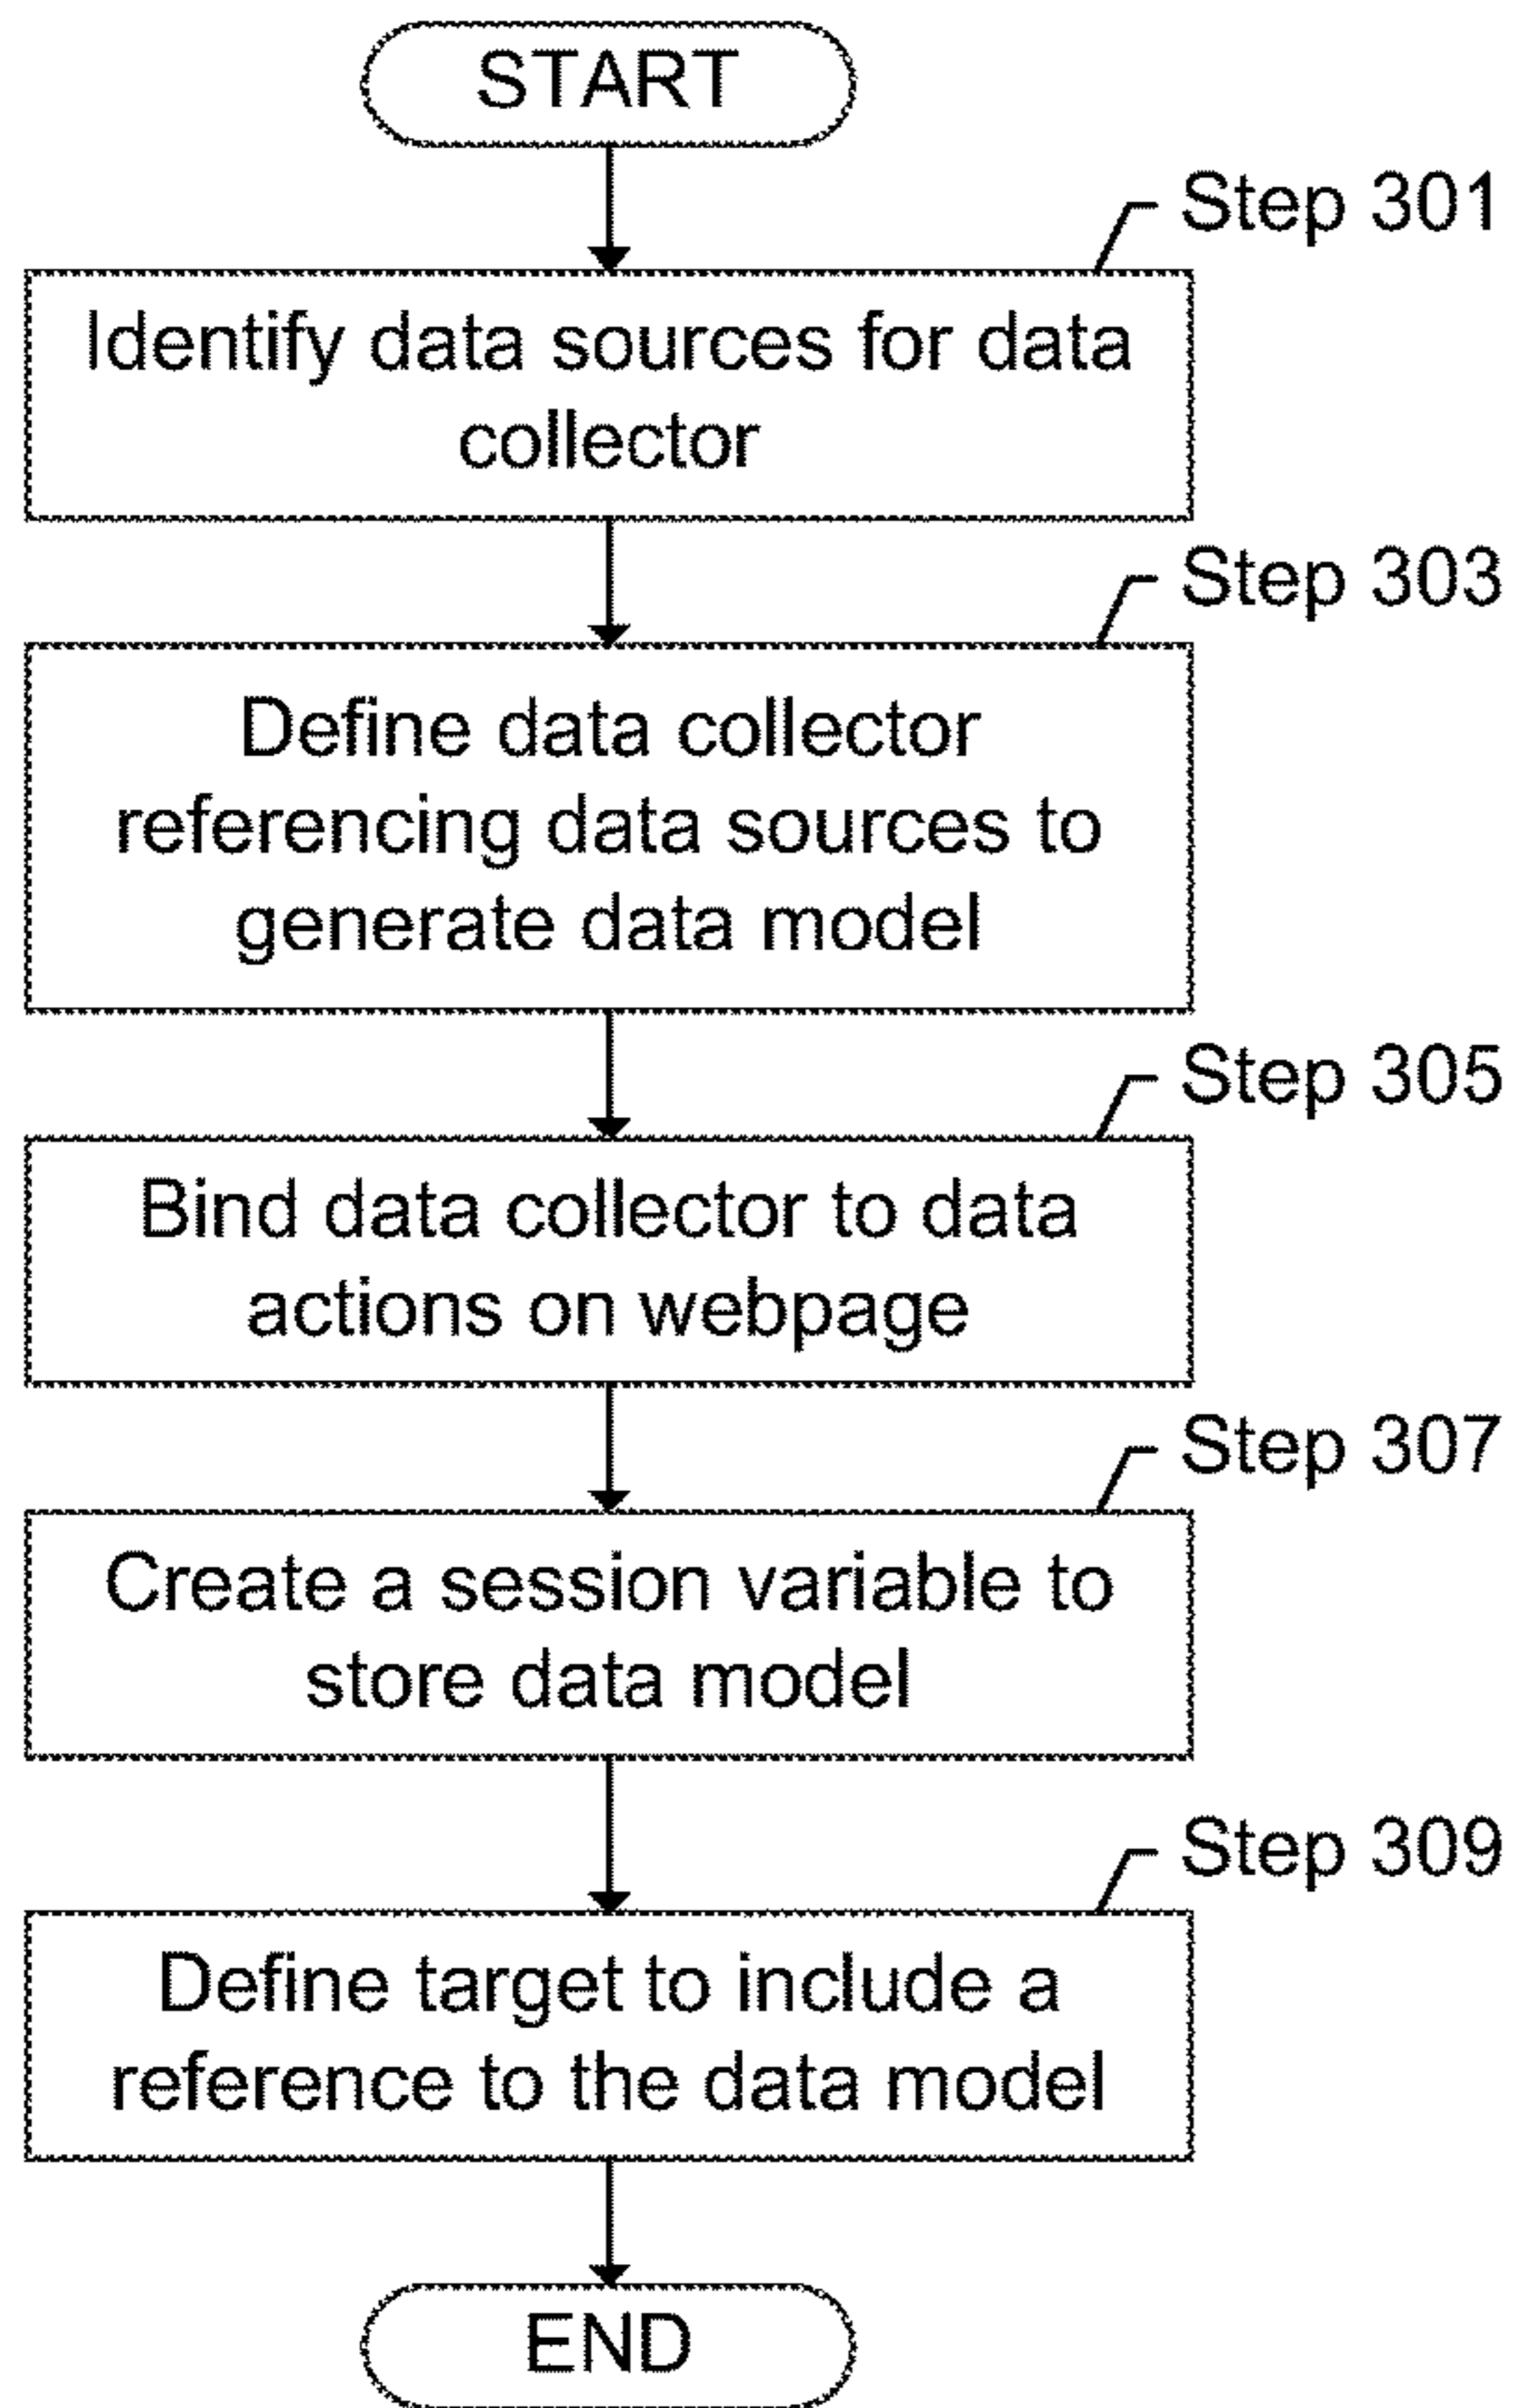 START
Step 301
Identify data sources for data
collector
Step 303
Define data collector
referencing data sources to
generate data model
Step 305
Bind data collector to data
actions on webpage
Step 307
Create a session variable to
store data model
Step 309
Define target to include a
reference to the data model
END